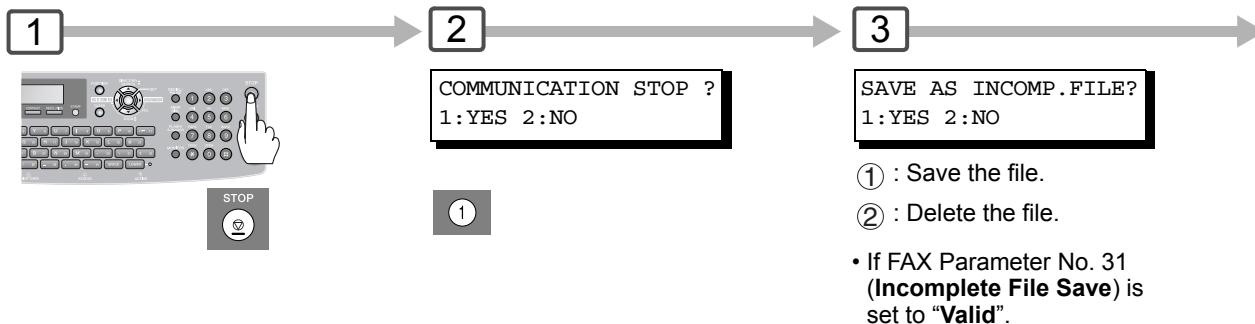 1
2
3
STOP
STOP
COMMUNICATION STOP ?
1:YES 2:NO
1
SAVE AS INCOMP.FILE?
1:YES 2:NO
1 : Save the file.
2 : Delete the file.
• If FAX Parameter No. 31
(Incomplete File Save) is
set to “Valid”.